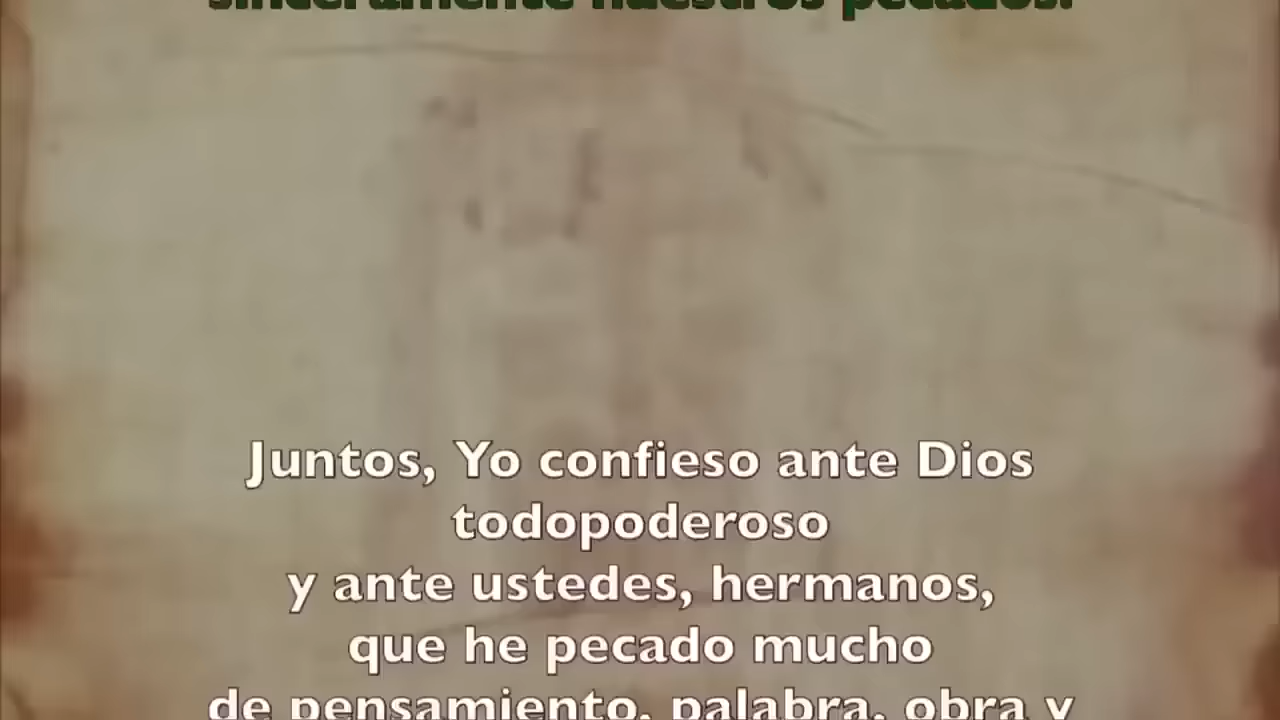 sinceramente nuestros pecados.
Juntos, Yo confieso ante Dios
todopoderoso
y ante ustedes, hermanos,
que he pecado mucho
de pensamiento, palabra, obra y